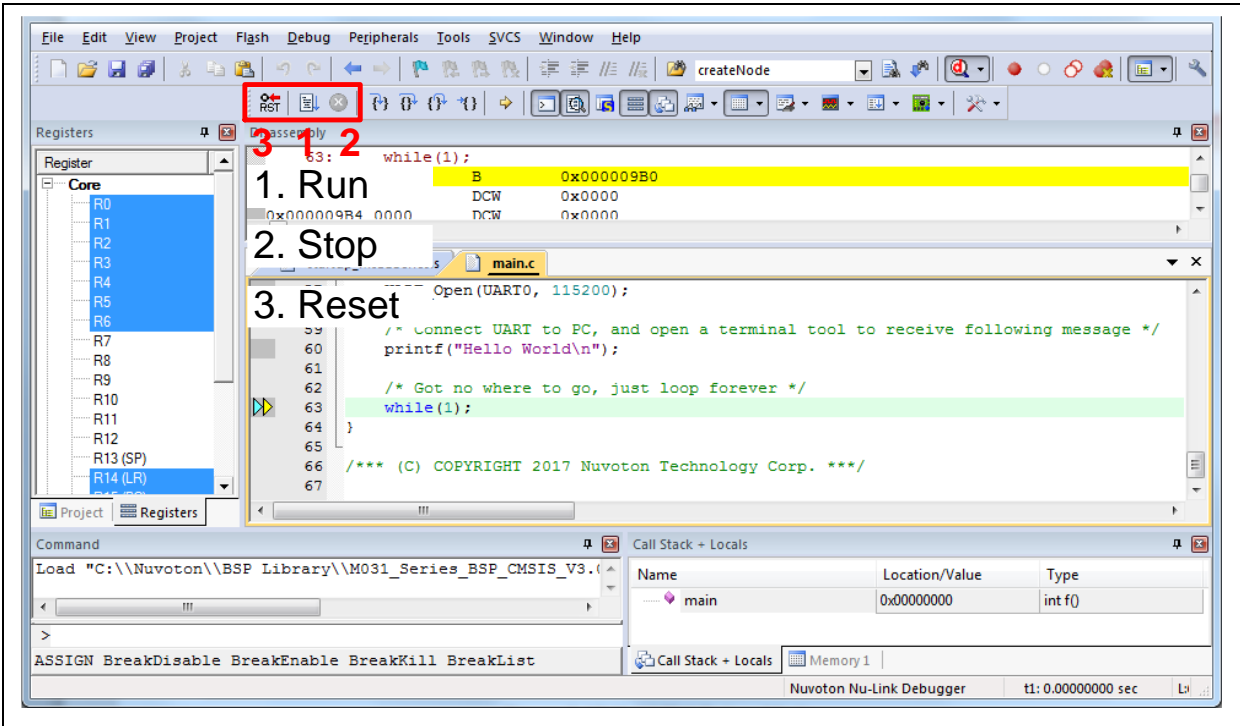 File Edit View Project Flash Debug Peripherals Tools SVCS Window Help
createNode
RST
3 1 2
Registers
Disassembly
Register
Core
R0
R1
R2
R3
R4
R5
R6
R7
R8
R9
R10
R11
R12
R13 (SP)
R14 (LR)
Project Registers
63: while(1);
B 0x000009B0
DCW 0x0000
0x000009B4 0000 DCW 0x0000
1. Run
2. Stop
3. Reset
main.c
Open(UART0, 115200);
59 /* Connect UART to PC, and open a terminal tool to receive following message */
60 printf("Hello World\n");
61
62 /* Got no where to go, just loop forever */
63 while(1);
64 }
65
66 /*** (C) COPYRIGHT 2017 Nuvoton Technology Corp. ***/
67
Command
Load "C:\\Nuvoton\\BSP Library\\M031_Series_BSP_CMSIS_V3.
>
ASSIGN BreakDisable BreakEnable BreakKill BreakList
Call Stack + Locals
Name Location/Value Type
main 0x00000000 int f()
Call Stack + Locals Memory 1
Nuvoton Nu-Link Debugger t1: 0.00000000 sec